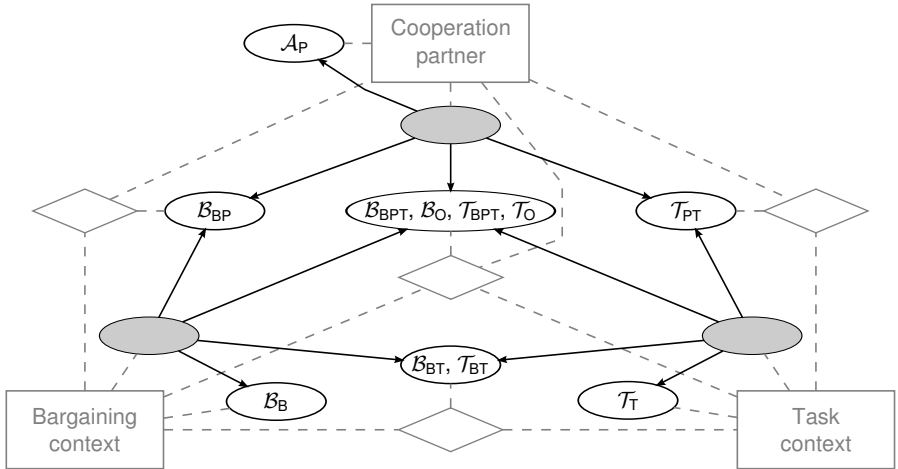 𝒜P
Cooperation
partner
ℬBP
ℬBPT, ℬO, 𝒯BPT, 𝒯O
𝒯PT
ℬBT, 𝒯BT
ℬB
𝒯T
Bargaining
context
Task
context